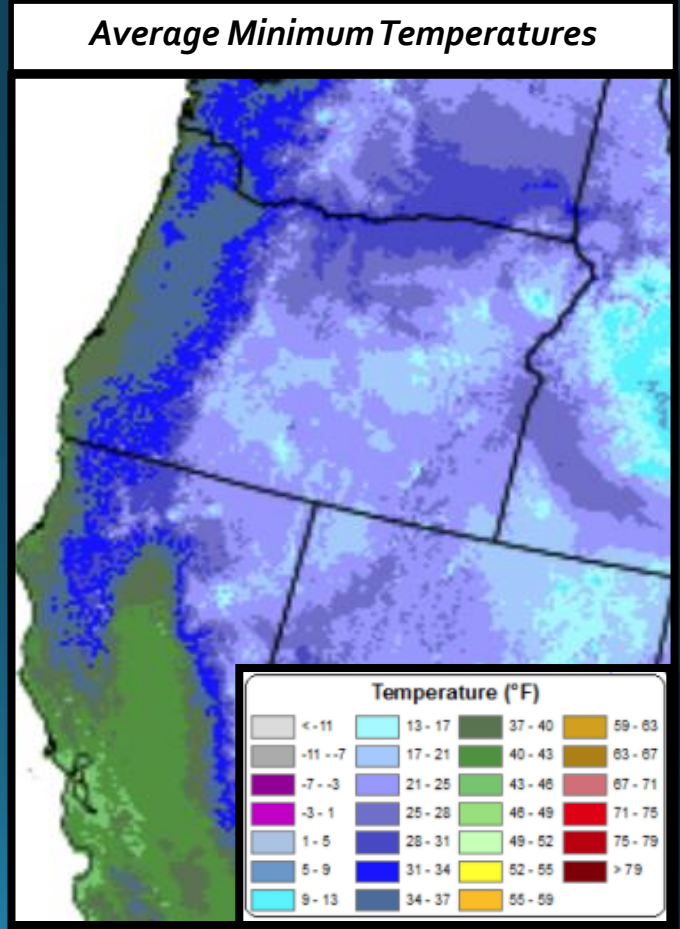 Average Minimum Temperatures
Temperature (°F)
< -11
-11 - -7
-7 - -3
-3 - 1
1 - 5
5 - 9
9 - 13
13 - 17
17 - 21
21 - 25
25 - 28
28 - 31
31 - 34
34 - 37
37 - 40
40 - 43
43 - 46
46 - 49
49 - 52
52 - 55
55 - 59
59 - 63
63 - 67
67 - 71
71 - 75
75 - 79
> 79